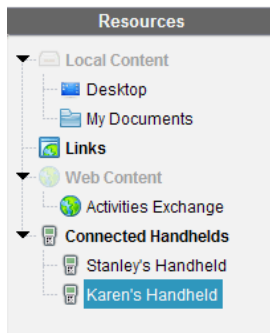 Resources
Local Content
Desktop
My Documents
Links
Web Content
Activities Exchange
Connected Handhelds
Stanley's Handheld
Karen's Handheld